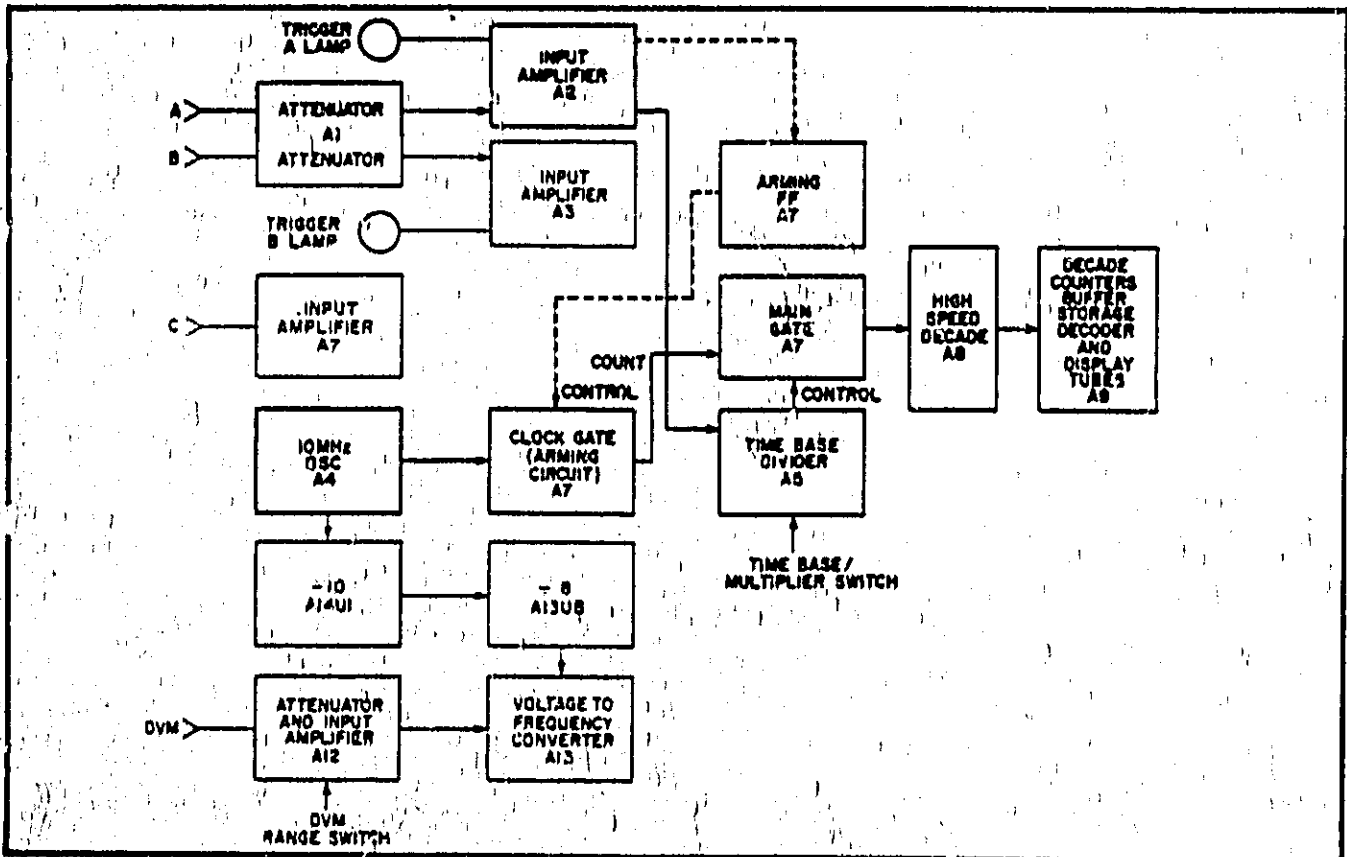 TRIGGER
A LAMP
INPUT
AMPLIFIER
A2
A
ATTENUATOR
A1
B
ATTENUATOR
INPUT
AMPLIFIER
A3
ARMING
FF
A7
TRIGGER
B LAMP
C
INPUT
AMPLIFIER
A7
MAIN
GATE
A7
HIGH
SPEED
DECADE
A8
DECADE
COUNTERS
BUFFER
STORAGE
DECODER
AND
DISPLAY
TUBES
A9
COUNT
CONTROL
CONTROL
10MHz
OSC
A4
CLOCK GATE
(ARMING
CIRCUIT)
A7
TIME BASE
DIVIDER
A5
TIME BASE/
MULTIPLIER SWITCH
÷10
A14U1
÷ 8
A13U8
DVM
ATTENUATOR
AND INPUT
AMPLIFIER
A12
VOLTAGE TO
FREQUENCY
CONVERTER
A13
DVM
RANGE SWITCH